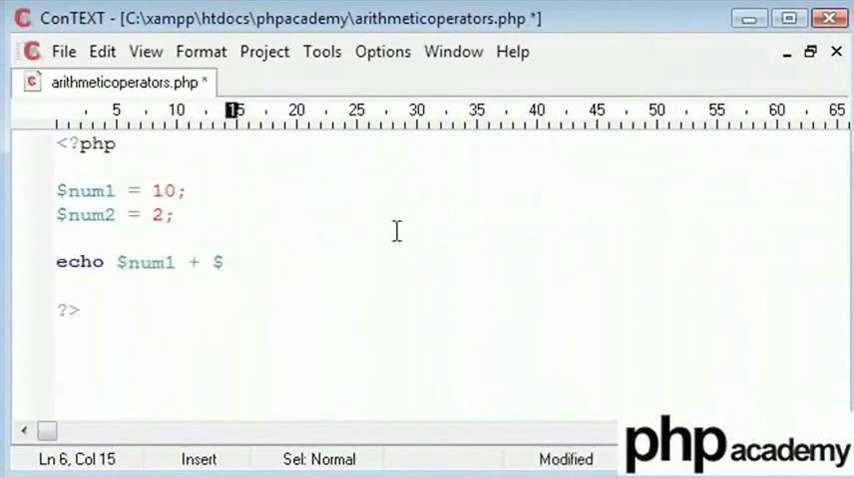 ConTEXT - [C:\xampp\htdocs\phpacademy\arithmeticoperators.php *]
File Edit View Format Project Tools Options Window Help
arithmeticoperators.php *
5 10 15 20 25 30 35 40 45 50 55 60 65
<?php
$num1 = 10;
$num2 = 2;
echo $num1 + $
?>
Ln 6, Col 15 Insert Sel: Normal Modified
php academy